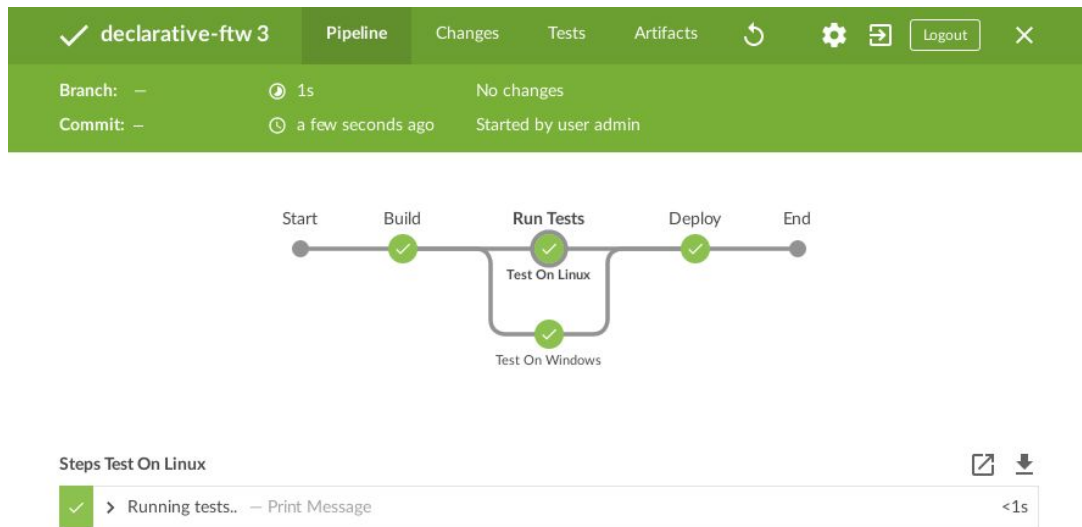 declarative-ftw 3 Pipeline Changes Tests Artifacts Logout
Branch: — 1s No changes
Commit: — a few seconds ago Started by user admin
Start Build Run Tests Deploy End
Test On Linux
Test On Windows
Steps Test On Linux
Running tests.. — Print Message <1s